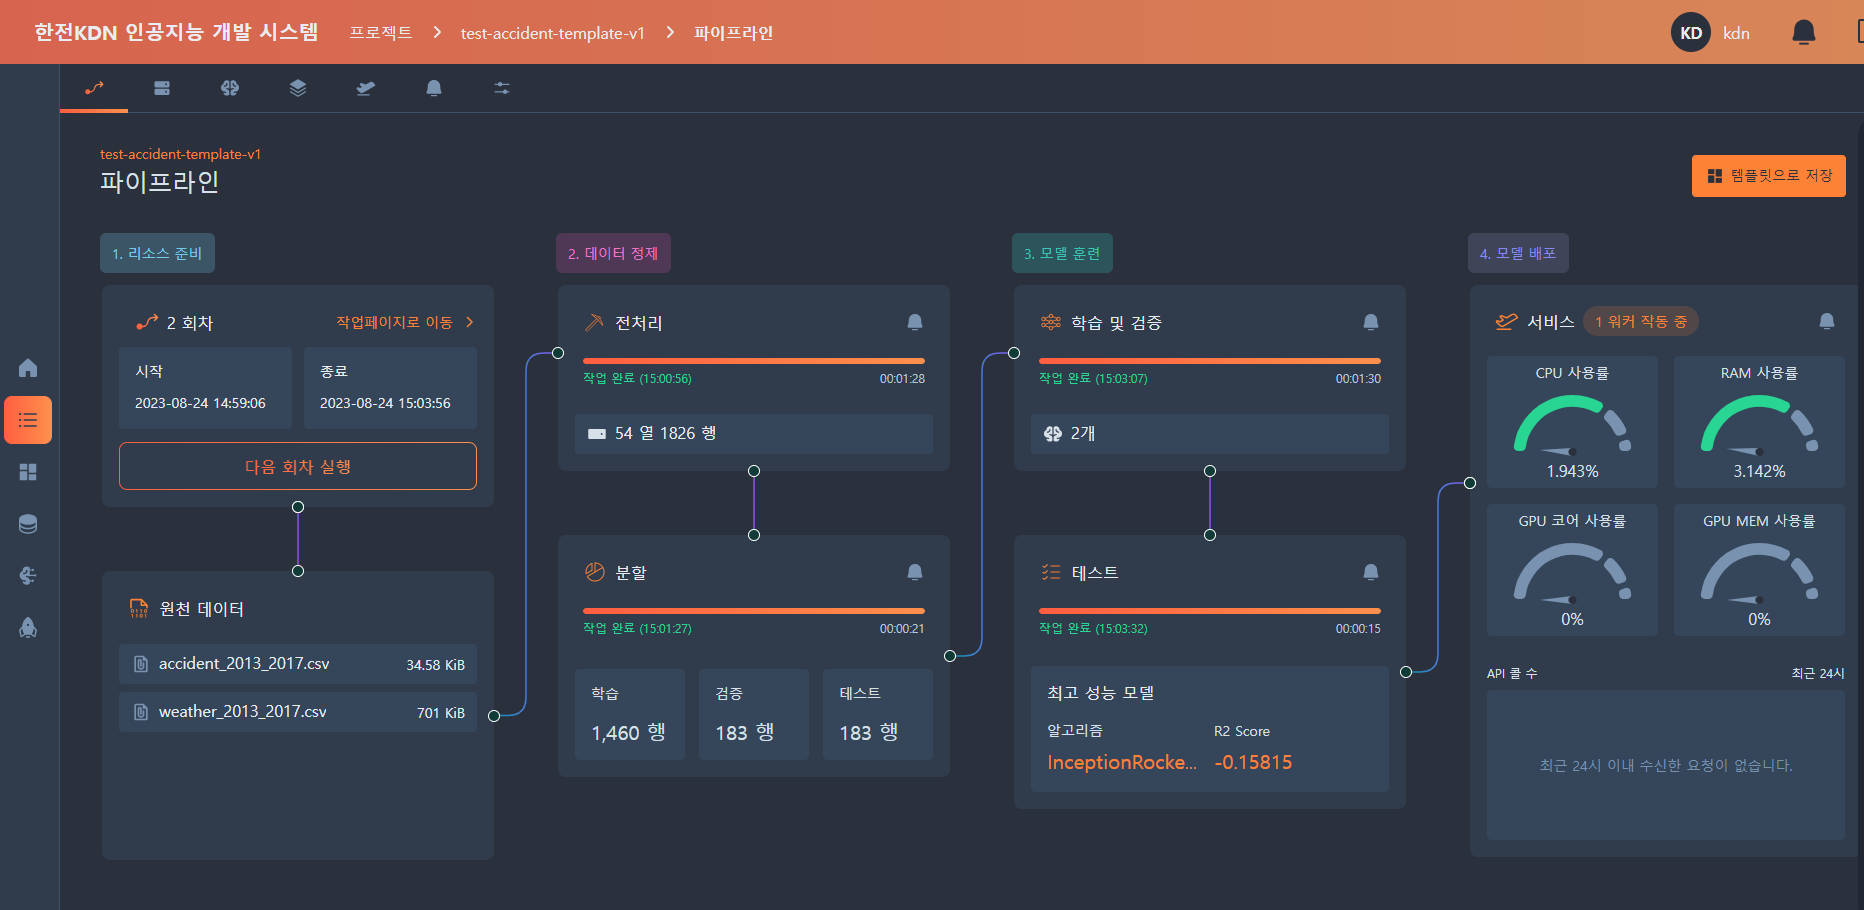 한전KDN 인공지능 개발 시스템
프로젝트
test-accident-template-v1
파이프라인
KD
kdn
test-accident-template-v1
파이프라인
템플릿으로 저장
1. 리소스 준비
2 회차
작업페이지로 이동
시작
2023-08-24 14:59:06
종료
2023-08-24 15:03:56
다음 회차 실행
원천 데이터
accident_2013_2017.csv
34.58 KiB
weather_2013_2017.csv
701 KiB
2. 데이터 정제
전처리
작업 완료 (15:00:56)
00:01:28
54 열 1826 행
분할
작업 완료 (15:01:27)
00:00:21
학습
1,460 행
검증
183 행
테스트
183 행
3. 모델 훈련
학습 및 검증
작업 완료 (15:03:07)
00:01:30
2개
테스트
작업 완료 (15:03:32)
00:00:15
최고 성능 모델
알고리즘
InceptionRocke...
R2 Score
-0.15815
4. 모델 배포
서비스
1 워커 작동 중
CPU 사용률
1.943%
RAM 사용률
3.142%
GPU 코어 사용률
0%
GPU MEM 사용률
0%
API 콜 수
최근 24시
최근 24시 이내 수신한 요청이 없습니다.